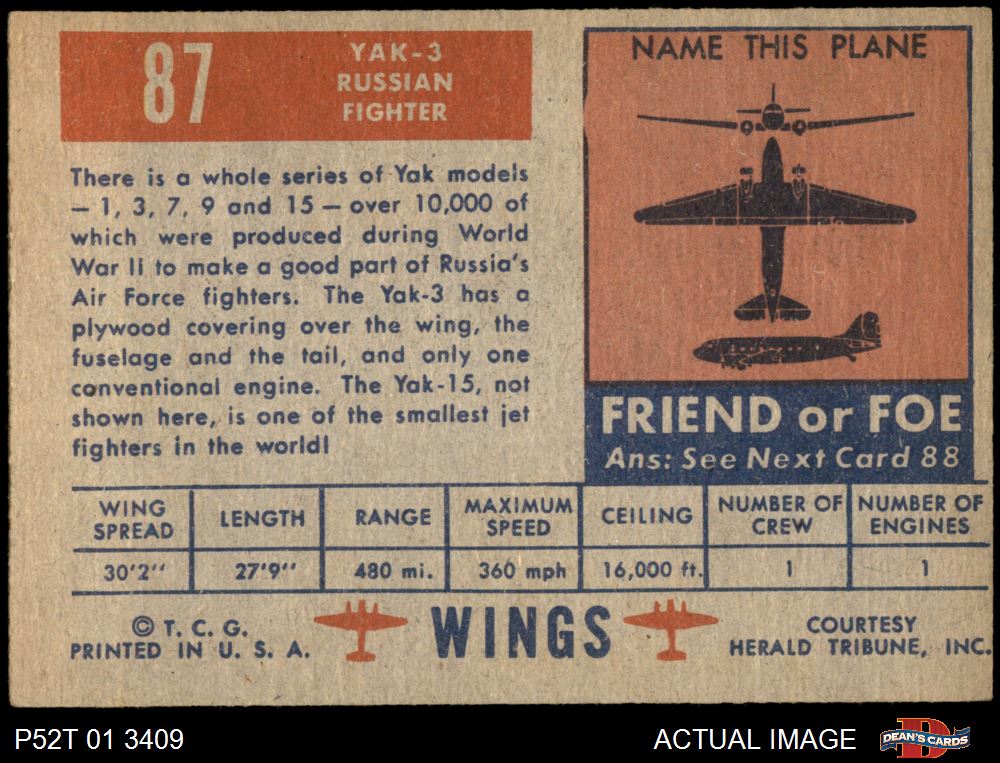 87
YAK-3
RUSSIAN
FIGHTER
There is a whole series of Yak models
— 1, 3, 7, 9 and 15 — over 10,000 of
which were produced during World
War II to make a good part of Russia's
Air Force fighters. The Yak-3 has a
plywood covering over the wing, the
fuselage and the tail, and only one
conventional engine. The Yak-15, not
shown here, is one of the smallest jet
fighters in the world!
NAME THIS PLANE
FRIEND or FOE
Ans: See Next Card 88
WING SPREAD LENGTH RANGE MAXIMUM SPEED CEILING NUMBER OF CREW NUMBER OF ENGINES
30'2'' 27'9'' 480 mi. 360 mph 16,000 ft. 1 1
© T. C. G.
PRINTED IN U. S. A.
WINGS
COURTESY
HERALD TRIBUNE, INC.
P52T 01 3409
ACTUAL IMAGE
D
DEAN'S CARDS